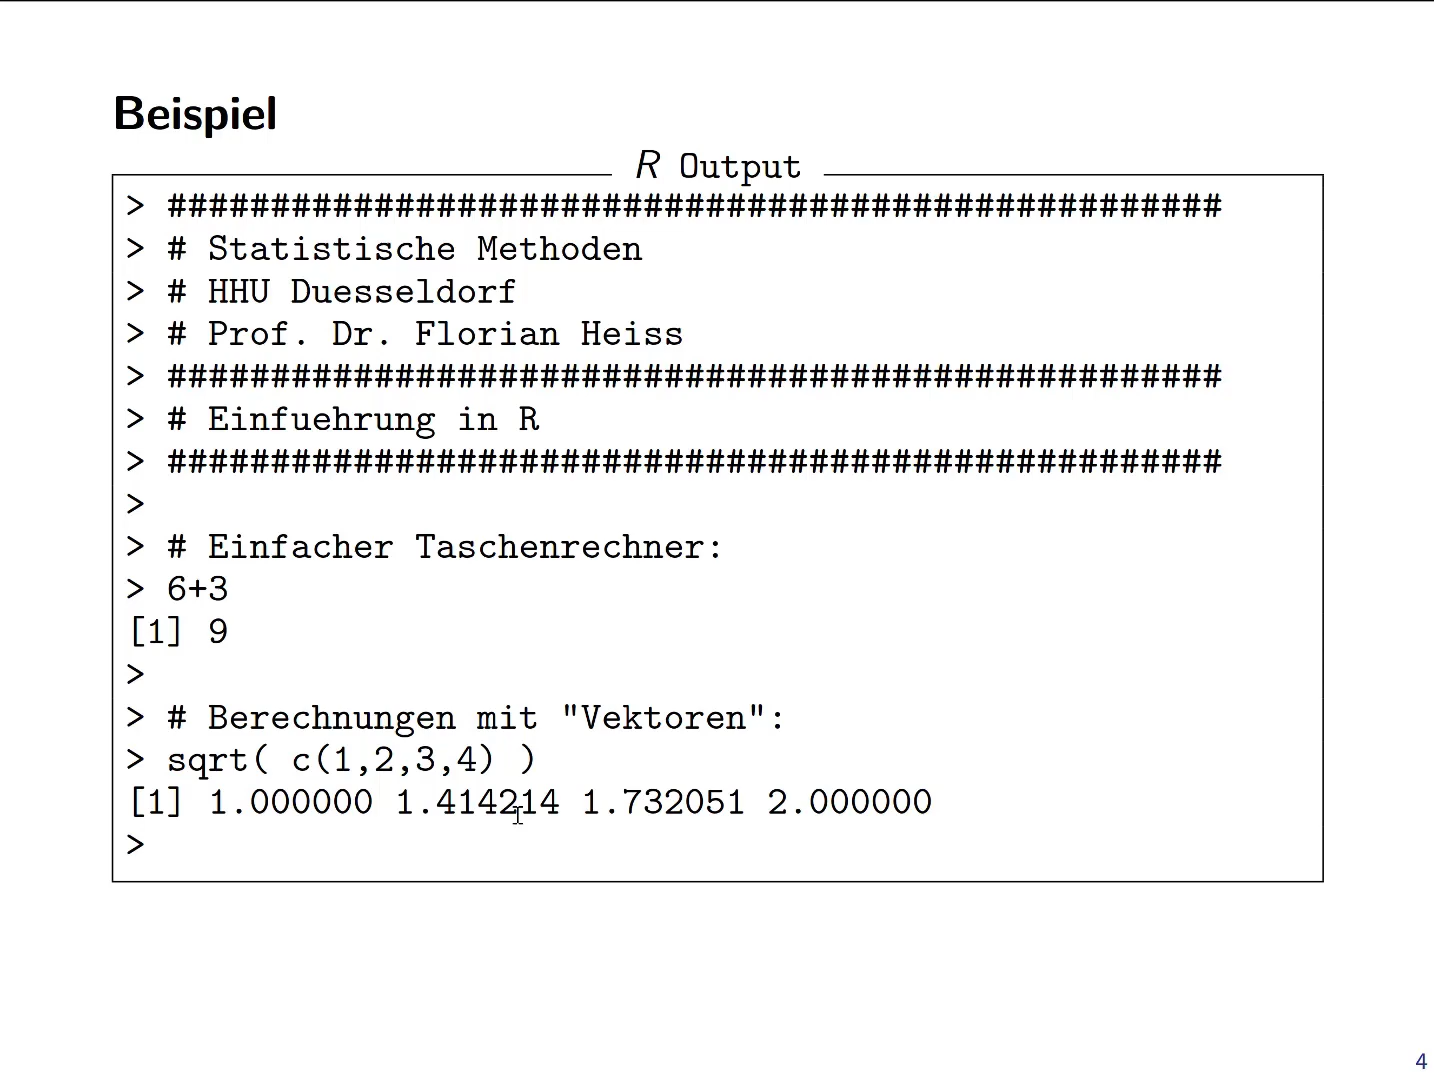 Beispiel
R Output
> ###################################################
> # Statistische Methoden
> # HHU Duesseldorf
> # Prof. Dr. Florian Heiss
> ###################################################
> # Einfuehrung in R
> ###################################################
>
> # Einfacher Taschenrechner:
> 6+3
[1] 9
>
> # Berechnungen mit "Vektoren":
> sqrt( c(1,2,3,4) )
[1] 1.000000 1.414214 1.732051 2.000000
>
4